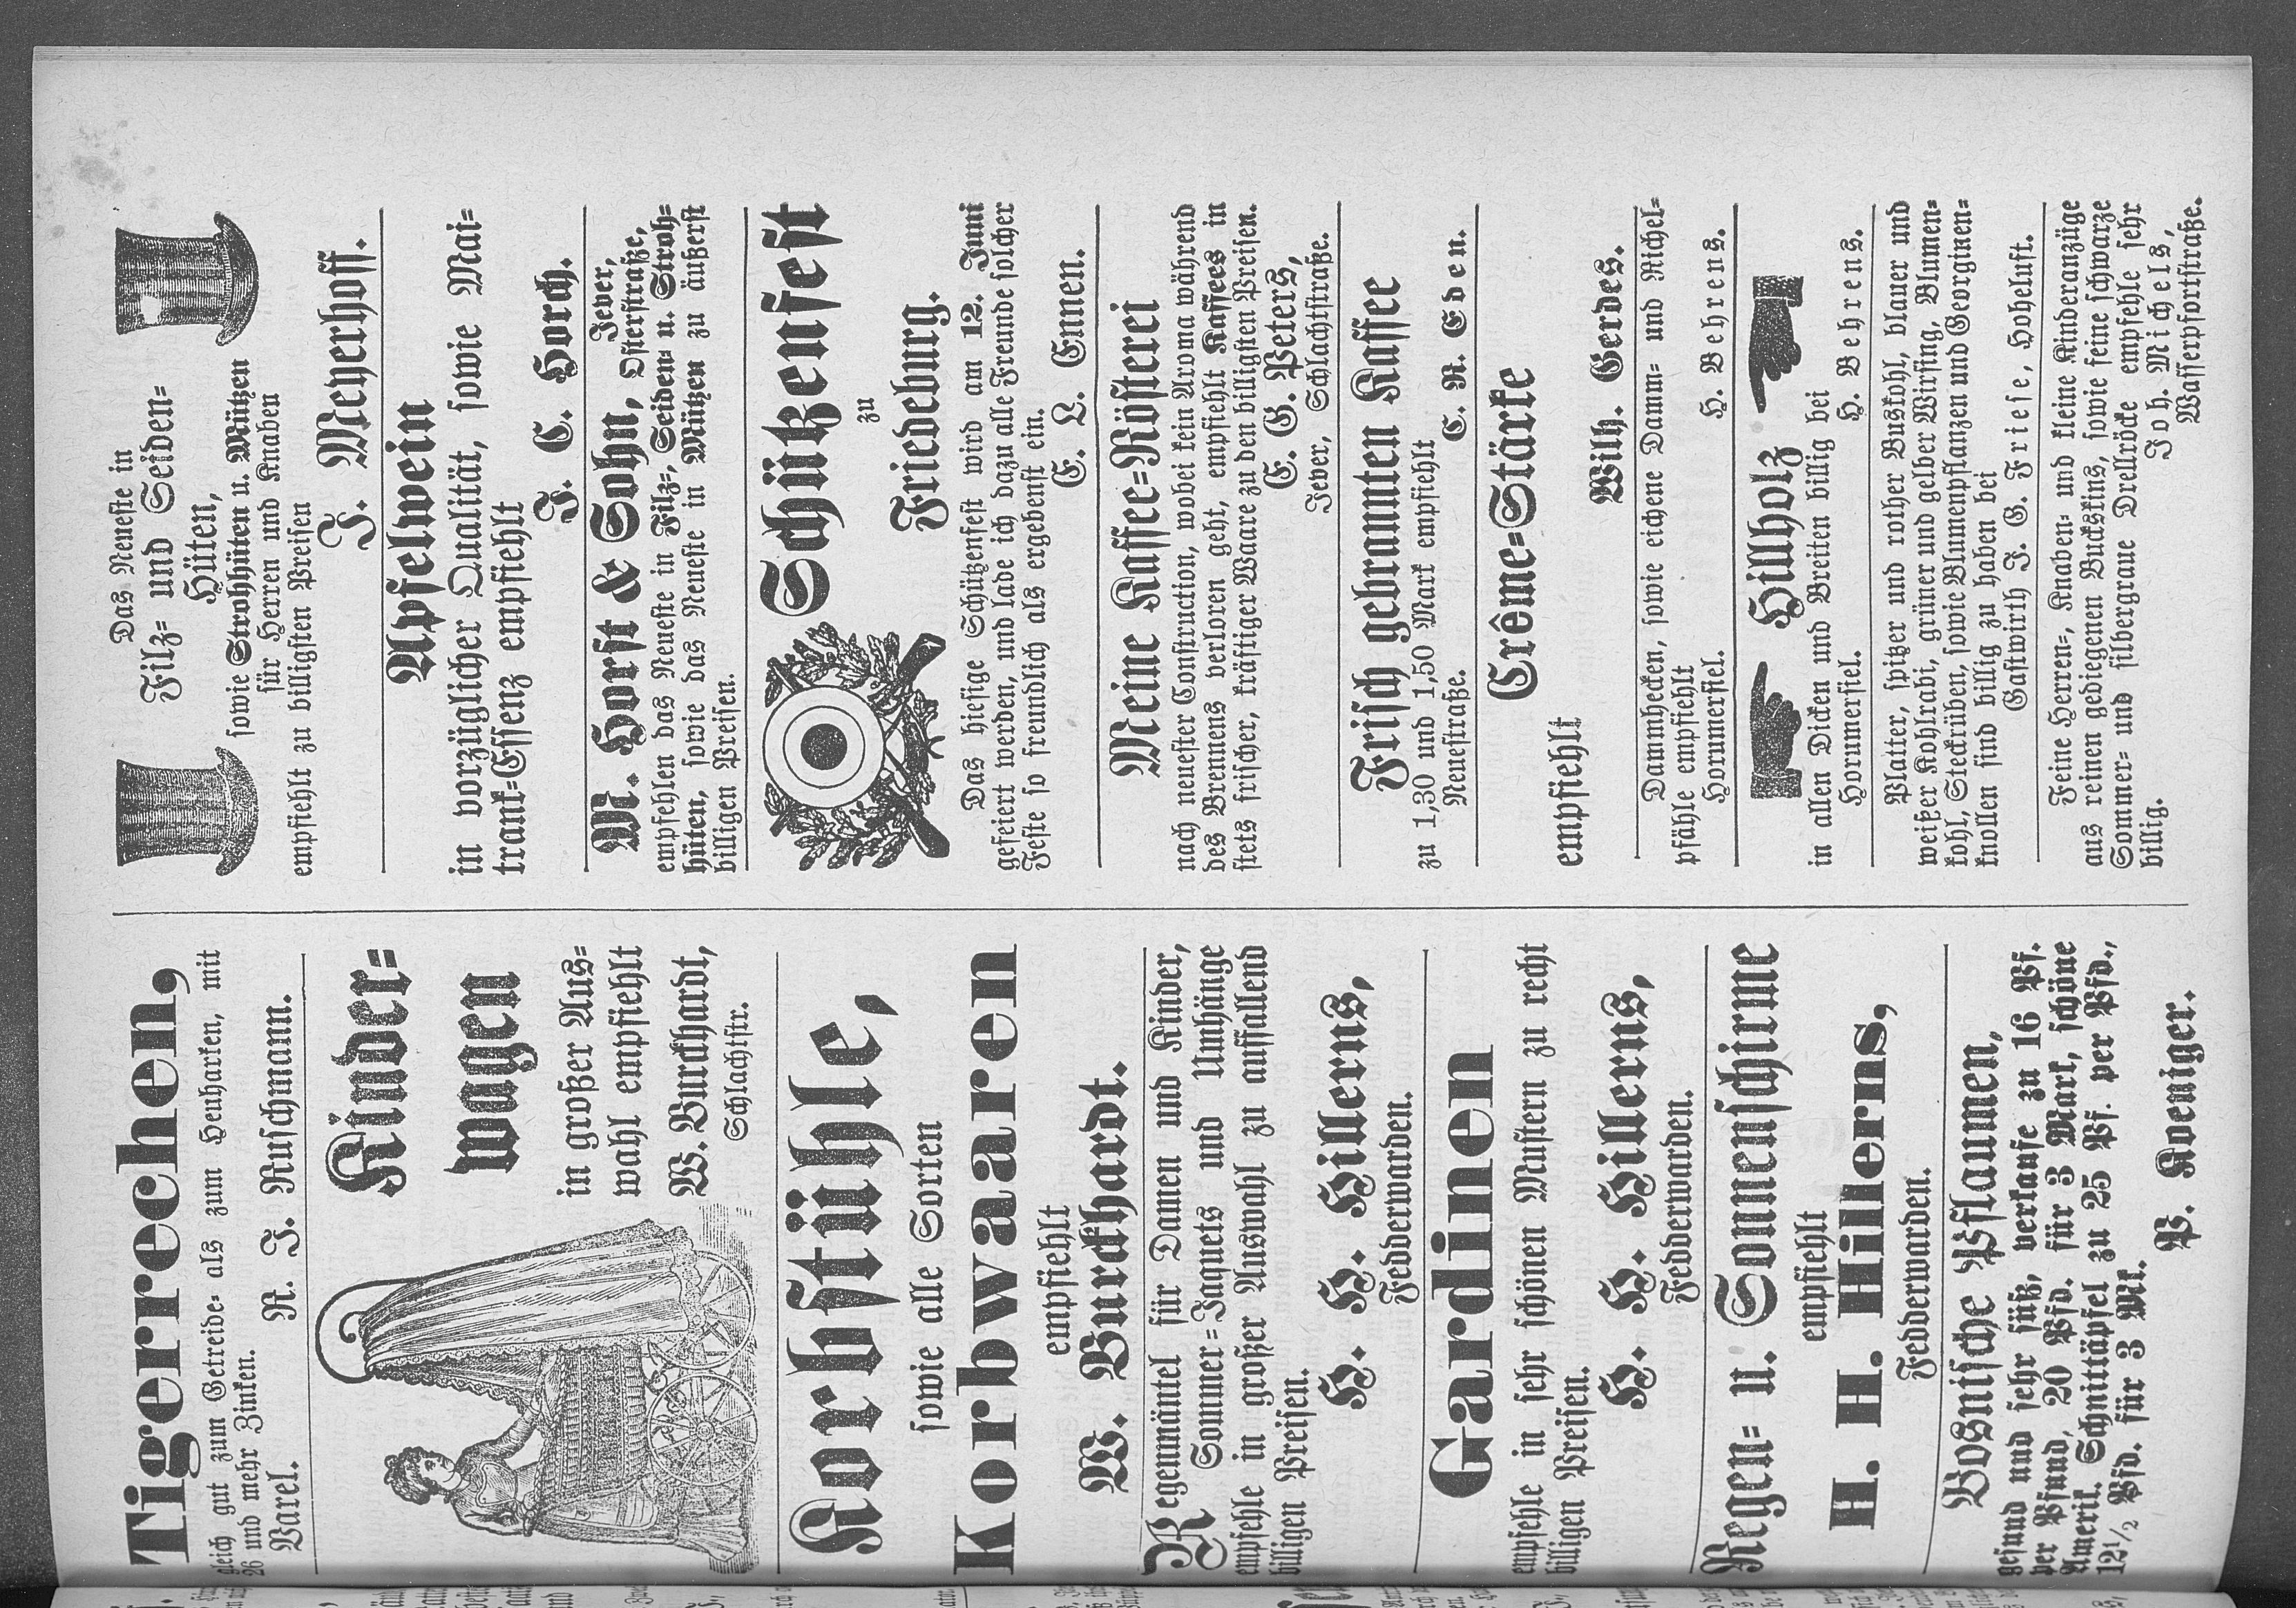 Tigerrechen,
gleich gut zum Getreide= als zum Heuharken, mit
26 und mehr Zinken.
Varel. R. J. Ruschmann.
Kinder=
wagen
in großer Aus=
wahl empfiehlt
W. Burckhardt,
Schlachtstr.
Korbstühle,
sowie alle Sorten
Korbwaaren
empfiehlt
W. Burckhardt.
Regenmäntel für Damen und Kinder,
Sommer=Jaquets und Umhänge
empfehle in großer Auswahl zu auffallend
billigen Preisen.
H. H. Hillerns,
Fedderwarden.
Gardinen
empfehle in sehr schönen Mustern zu recht
billigen Preisen.
H. H. Hillerns,
Fedderwarden.
Regen= u. Sonnenschirme
empfiehlt
H. H. Hillerns,
Fedderwarden.
Bosnische Pflaumen,
gesund und sehr süß, verkaufe zu 16 Pf.
per Pfund, 20 Pfd. für 3 Mark, schöne
Amerik. Schnittäpfel zu 25 Pf. per Pfd.,
12½ Pfd. für 3 Mk.
P. Koeniger.
Das Neueste in
Filz= und Seiden=
Hüten,
sowie Strohhüten u. Mützen
für Herren und Knaben
empfiehlt zu billigsten Preisen
J. Meyerhoff.
Apfelwein
in vorzüglicher Qualität, sowie Mai=
trank=Essenz empfiehlt
J. C. Horch.
M. Horst & Sohn, Jever,
Osterstraße,
empfehlen das Neueste in Filz=, Seiden= u. Stroh=
hüten, sowie das Neueste in Mützen zu äußerst
billigen Preisen.
Schützenfest
zu
Friedeburg.
Das hiesige Schützenfest wird am 12. Juni
gefeiert werden, und lade ich dazu alle Freunde solcher
Feste so freundlich als ergebenst ein.
E. L. Ennen.
Meine Kaffee=Rösterei
nach neuester Construction, wobei kein Aroma während
des Brennens verloren geht, empfiehlt Kaffees in
stets frischer, kräftiger Waare zu den billigsten Preisen.
E. G. Peters,
Jever, Schlachtstraße.
Frisch gebrannten Kaffee
zu 1,30 und 1,50 Mark empfiehlt
Neuestraße. C. R. Eden.
Crême=Stärke
empfiehlt
Wilh. Gerdes.
Dammhecken, sowie eichene Damm= und Richel=
pfähle empfiehlt
Horumersiel. H. Behrens.
Hillholz
in allen Dicken und Breiten billig bei
Horumersiel. H. Behrens.
Platter, spitzer und rother Buskohl, blauer und
weißer Kohlrabi, grüner und gelber Wirsing, Blumen=
kohl, Steckrüben, sowie Blumenpflanzen und Georginen=
knollen sind billig zu haben bei
Gastwirth J. G. Friese, Hoheluft.
Feine Herren=, Knaben= und kleine Kinderanzüge
aus reinen gediegenen Buckskins, sowie feine schwarze
Sommer= und silbergraue Drellröcke empfehle sehr
billig. Joh. Michels,
Wasserpfortstraße.